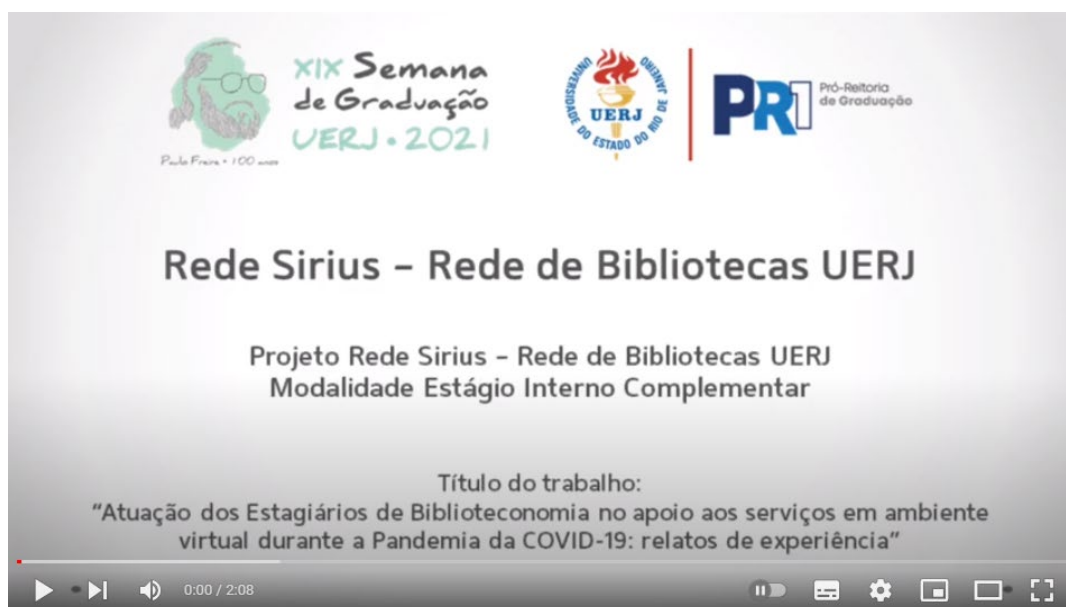 XIX Semana
de Graduação
UERJ • 2021
Paulo Freire • 100 anos
UNIVERSIDADE DO ESTADO DO RIO DE JANEIRO
UERJ
PR1
Pró-Reitoria
de Graduação
Rede Sirius – Rede de Bibliotecas UERJ
Projeto Rede Sirius – Rede de Bibliotecas UERJ
Modalidade Estágio Interno Complementar
Título do trabalho:
“Atuação dos Estagiários de Biblioteconomia no apoio aos serviços em ambiente
virtual durante a Pandemia da COVID-19: relatos de experiência”
0:00 / 2:08